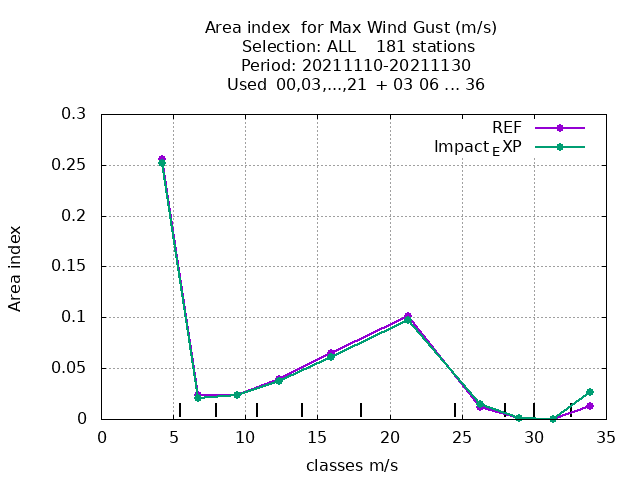 Area index  for Max Wind Gust (m/s)
Selection: ALL    181 stations
Period: 20211110-20211130
Used  00,03,...,21  + 03 06 ... 36
REF
Impact_EXP
0.3
0.25
0.2
0.15
0.1
0.05
0
Area index
0 5 10 15 20 25 30 35
classes m/s